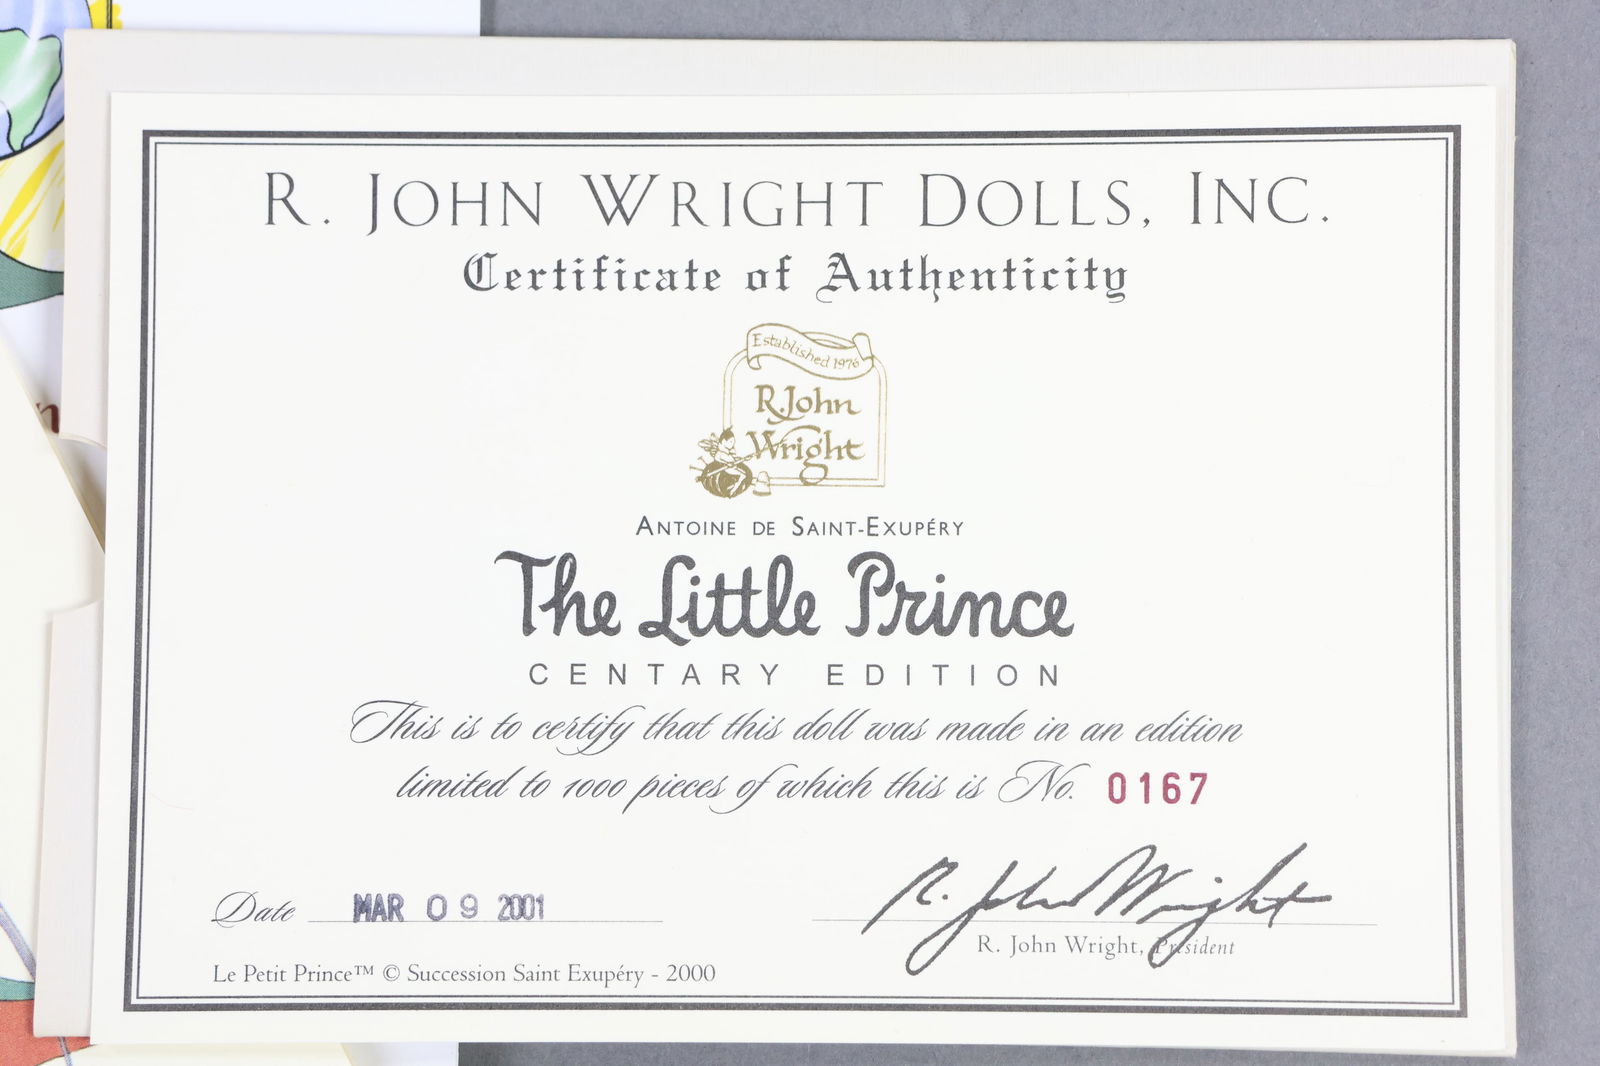 R. JOHN WRIGHT DOLLS, INC.
Certificate of Authenticity
Established 1976
R. John
Wright
ANTOINE DE SAINT-EXUPÉRY
The Little Prince
CENTARY EDITION
This is to certify that this doll was made in an edition
limited to 1000 pieces of which this is No. 0167
Date MAR 09 2001
R. John Wright
R. John Wright, President
Le Petit Prince™ © Succession Saint Exupéry - 2000